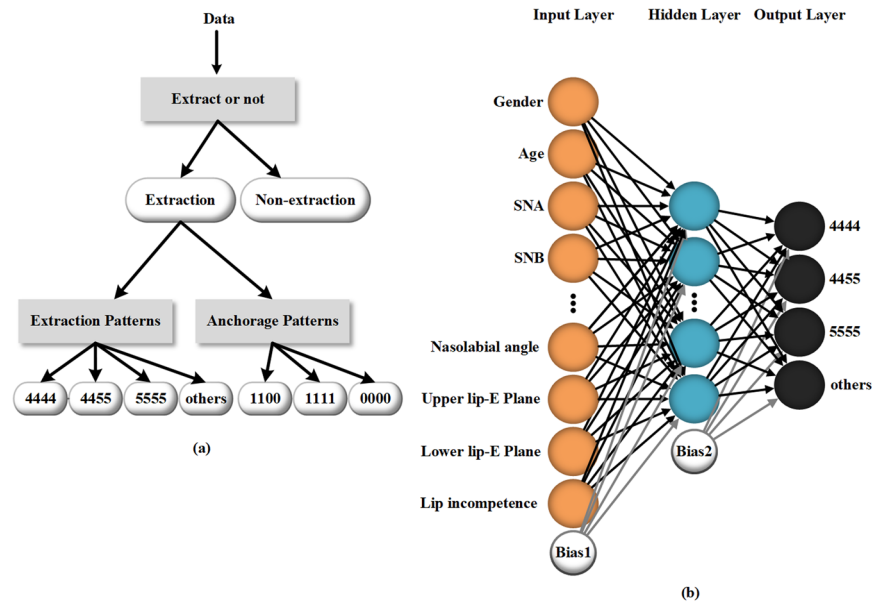 Data
Extract or not
Extraction
Non-extraction
Extraction Patterns
Anchorage Patterns
4444
4455
5555
others
1100
1111
0000
(a)
Input Layer
Hidden Layer
Output Layer
Gender
Age
SNA
SNB
Nasolabial angle
Upper lip-E Plane
Lower lip-E Plane
Lip incompetence
Bias1
Bias2
4444
4455
5555
others
(b)